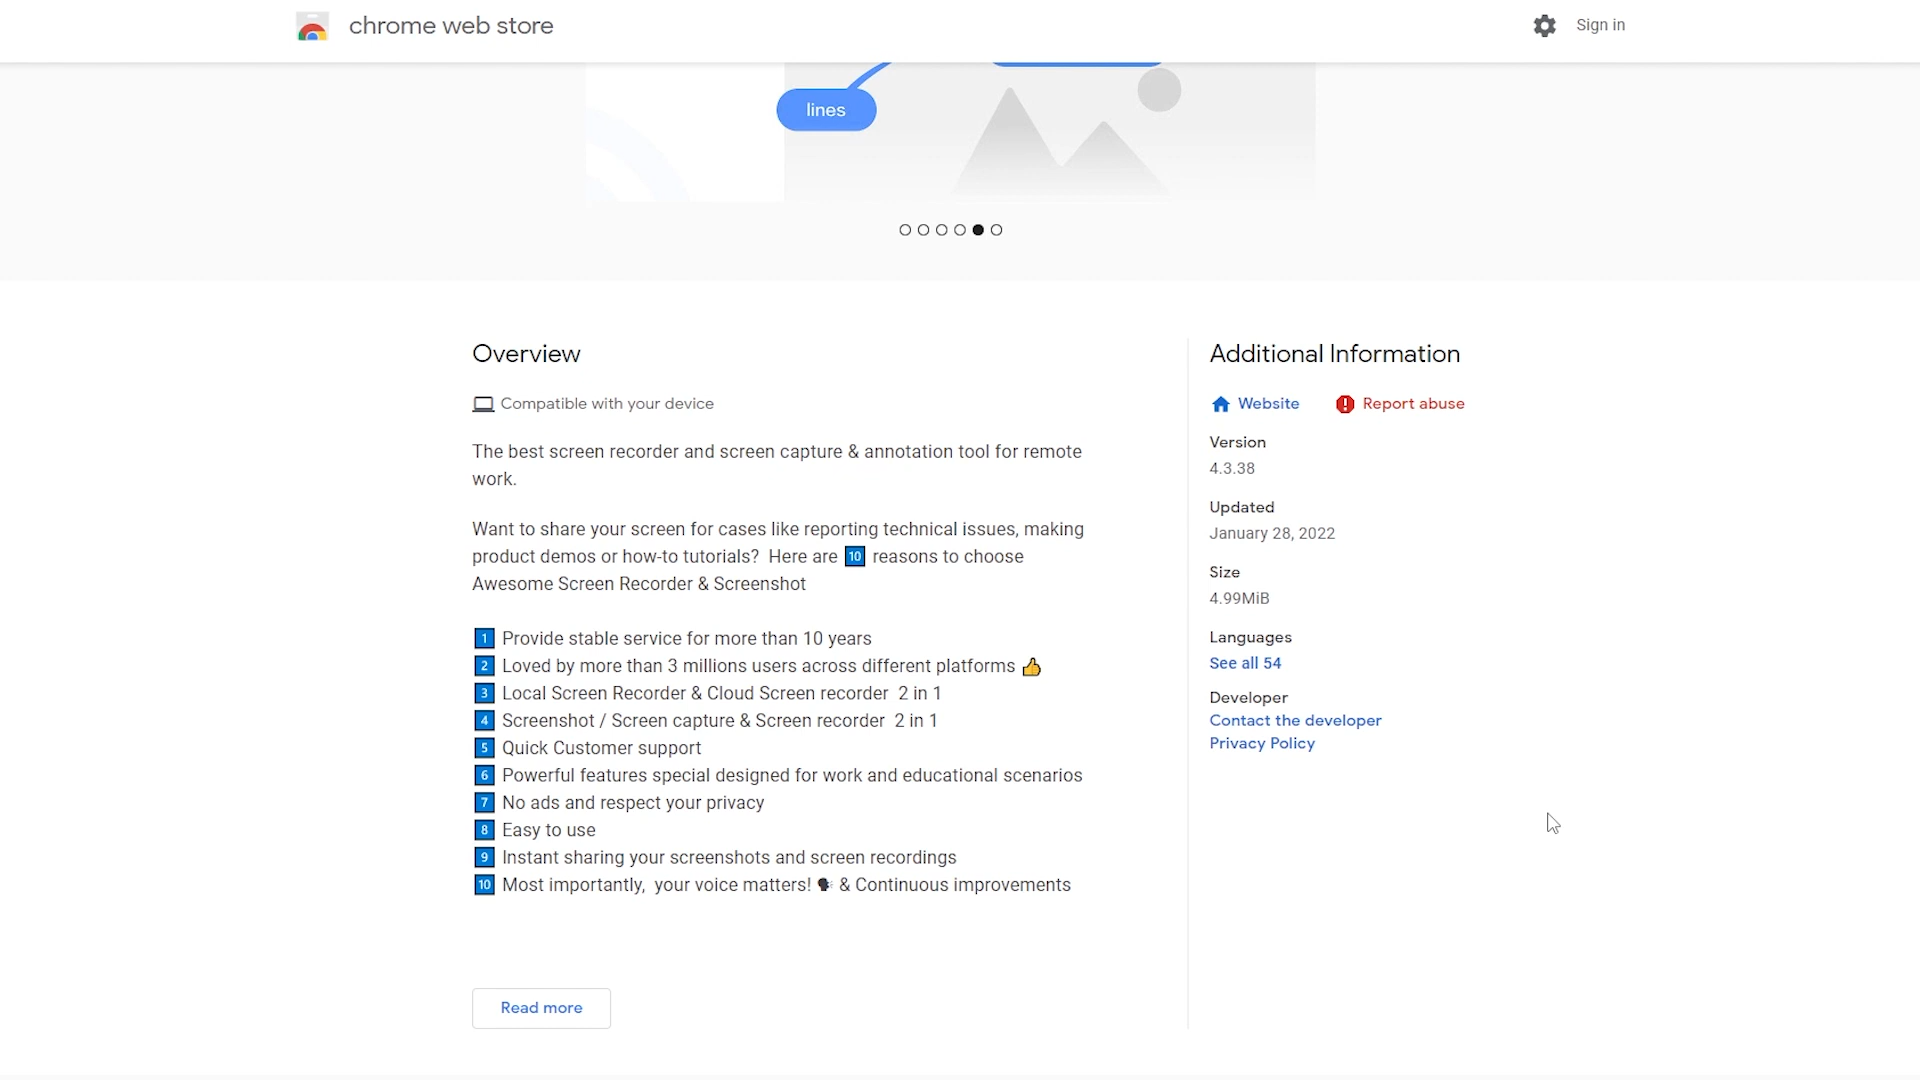 chrome web store
Sign in
lines
Overview
Compatible with your device
The best screen recorder and screen capture & annotation tool for remote
work.
Want to share your screen for cases like reporting technical issues, making
product demos or how-to tutorials?  Here are 10 reasons to choose
Awesome Screen Recorder & Screenshot
1 Provide stable service for more than 10 years
2 Loved by more than 3 millions users across different platforms 👍
3 Local Screen Recorder & Cloud Screen recorder  2 in 1
4 Screenshot / Screen capture & Screen recorder  2 in 1
5 Quick Customer support
6 Powerful features special designed for work and educational scenarios
7 No ads and respect your privacy
8 Easy to use
9 Instant sharing your screenshots and screen recordings
10 Most importantly,  your voice matters! 🗣 & Continuous improvements
Read more
Additional Information
Website
Report abuse
Version
4.3.38
Updated
January 28, 2022
Size
4.99MiB
Languages
See all 54
Developer
Contact the developer
Privacy Policy